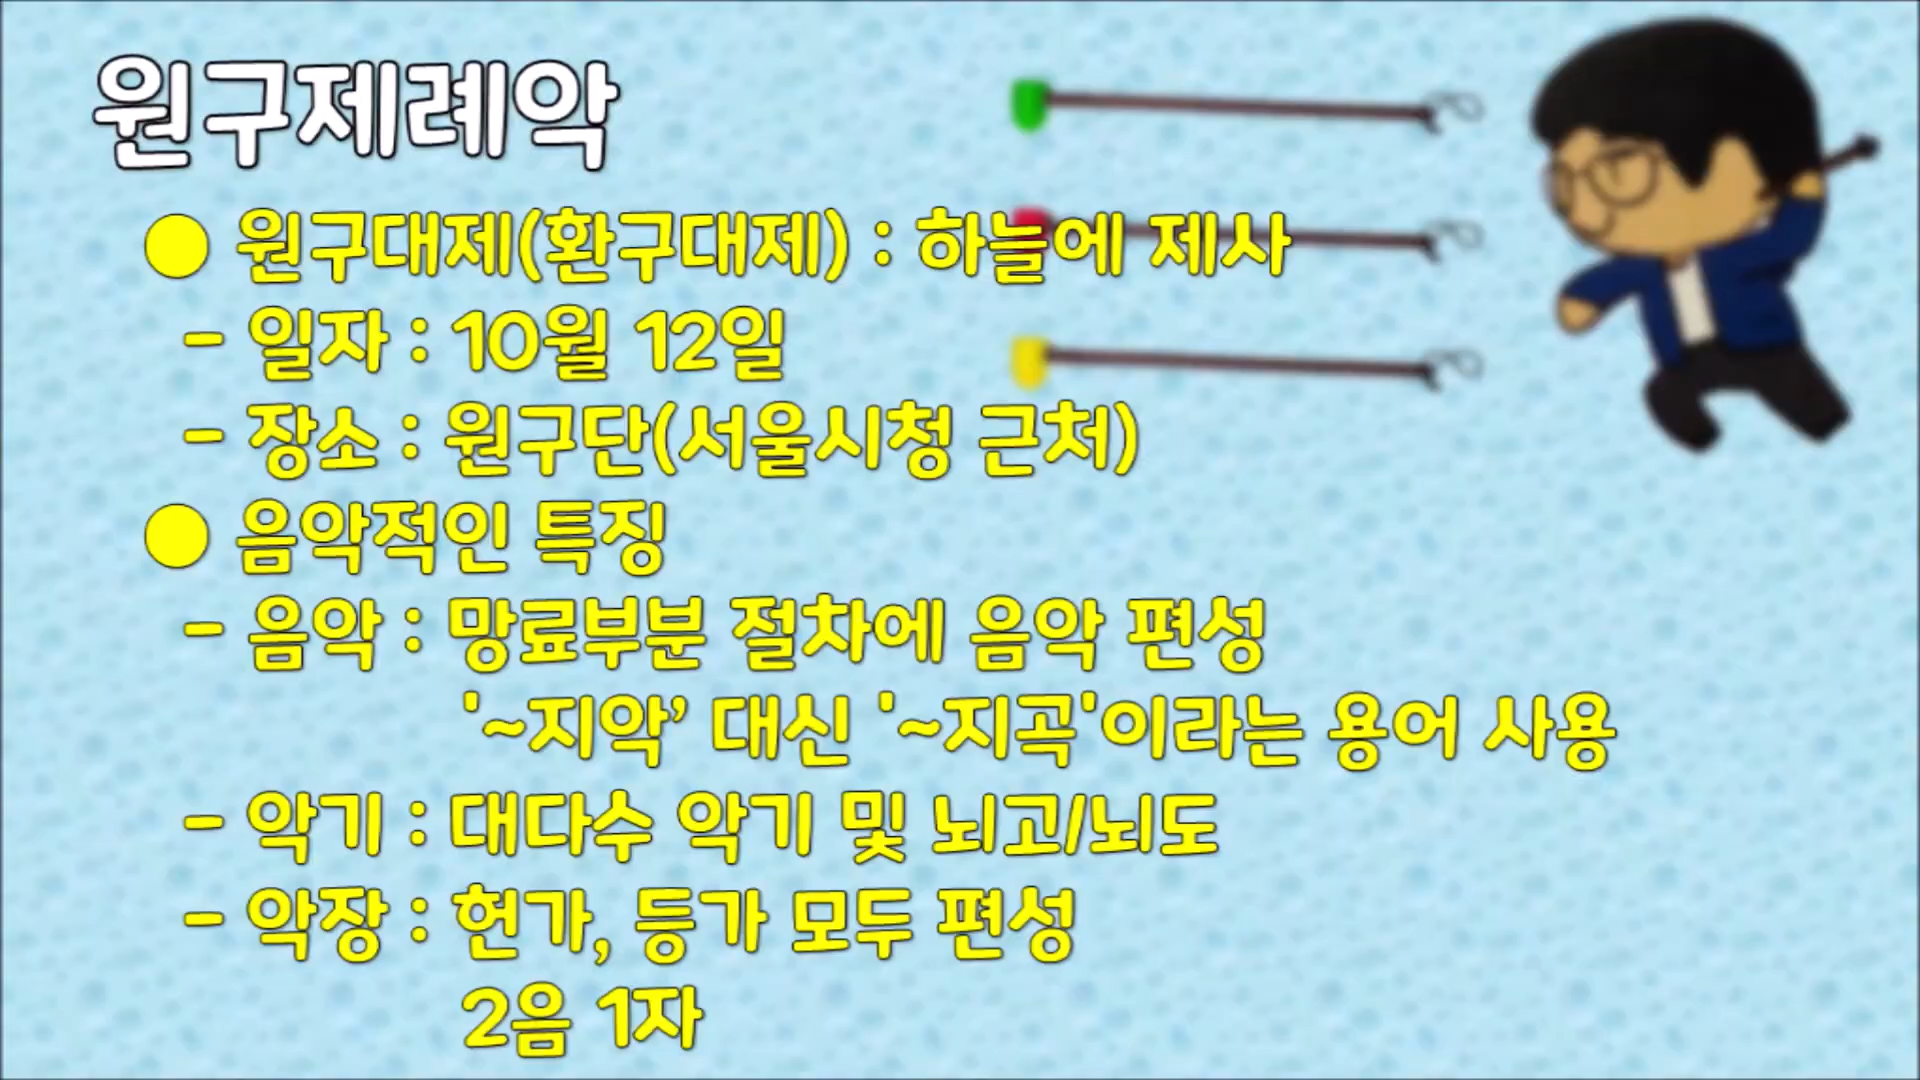 원구제례악
● 원구대제(환구대제) : 하늘에 제사
- 일자 : 10월 12일
- 장소 : 원구단(서울시청 근처)
● 음악적인 특징
- 음악 : 망료부분 절차에 음악 편성
'~지악’ 대신 '~지곡'이라는 용어 사용
- 악기 : 대다수 악기 및 뇌고/뇌도
- 악장 : 헌가, 등가 모두 편성
2음 1자